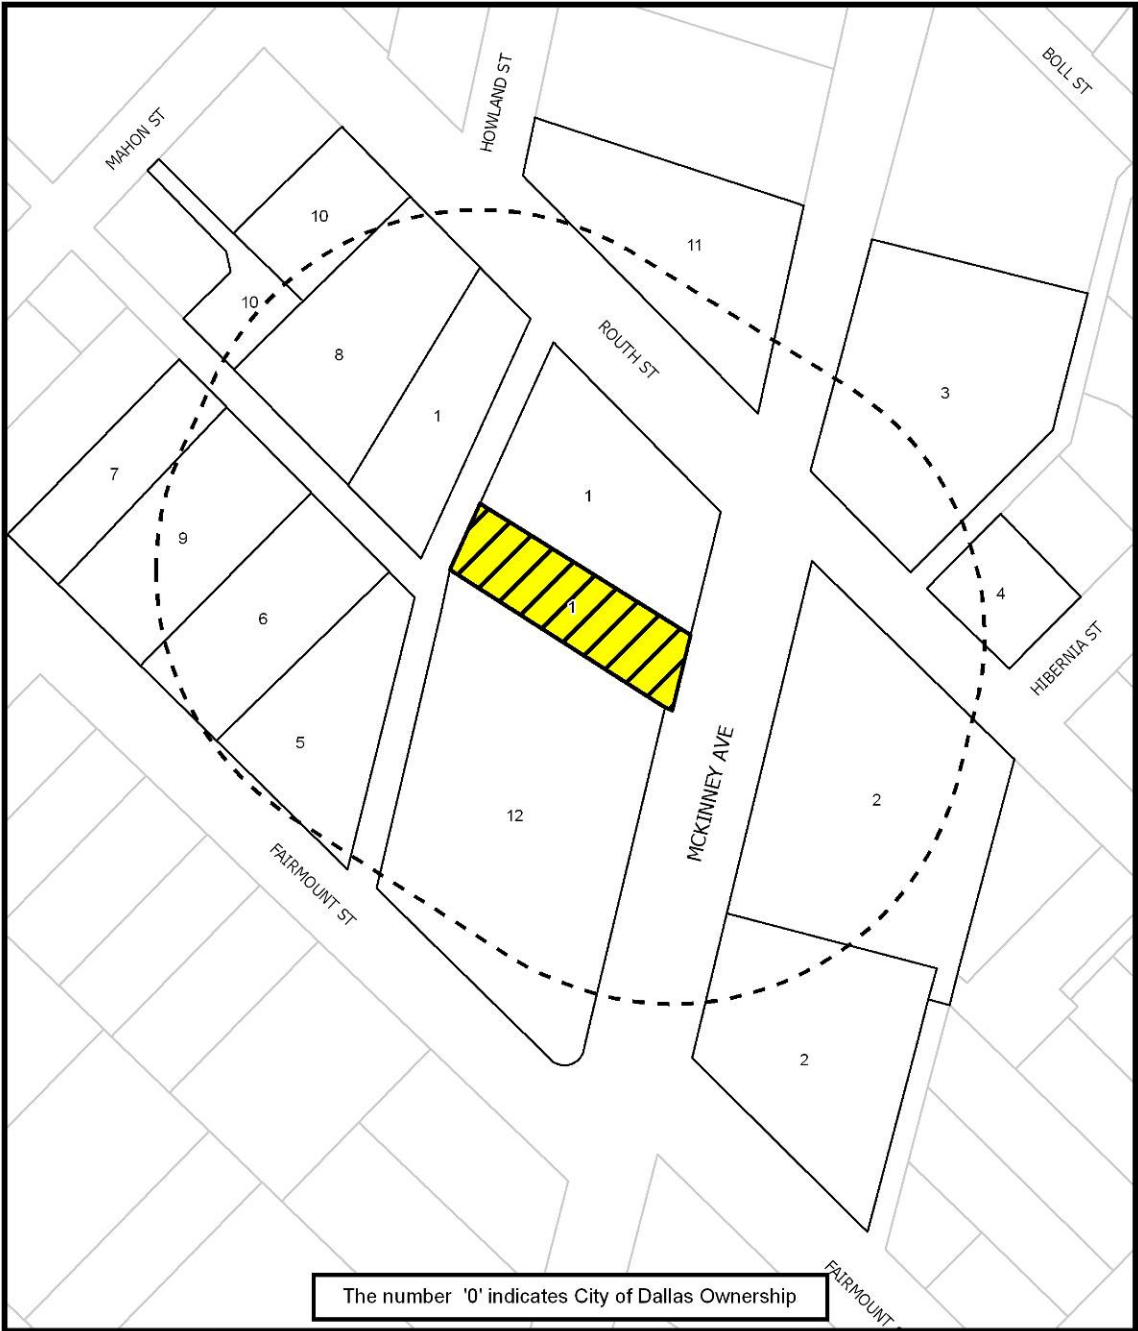 BOLL ST
HOWLAND ST
MAHON ST
10
11
10
ROUTH ST
8
3
1
7
1
9
4
1
6
HIBERNIA ST
5
MCKINNEY AVE
2
12
FAIRMOUNT ST
2
FAIRMOUNT
The number '0' indicates City of Dallas Ownership